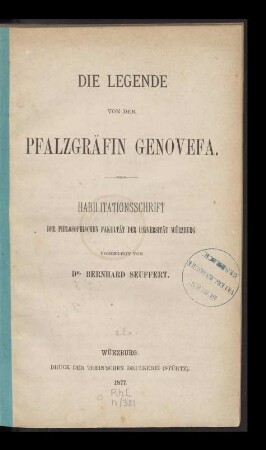 DIE LEGENDE
VON DER
PFALZGRÄFIN GENOVEFA.
HABILITATIONSSCHRIFT
DER PHILOSOPHISCHEN FAKULTÄT DER UNIVERSITÄT WÜRZBURG
VORGELEGT VON
DR. BERNHARD SEUFFERT.
WÜRZBURG.
DRUCK DER THEIN'SCHEN DRUCKEREI (STÜRTZ).
1877.